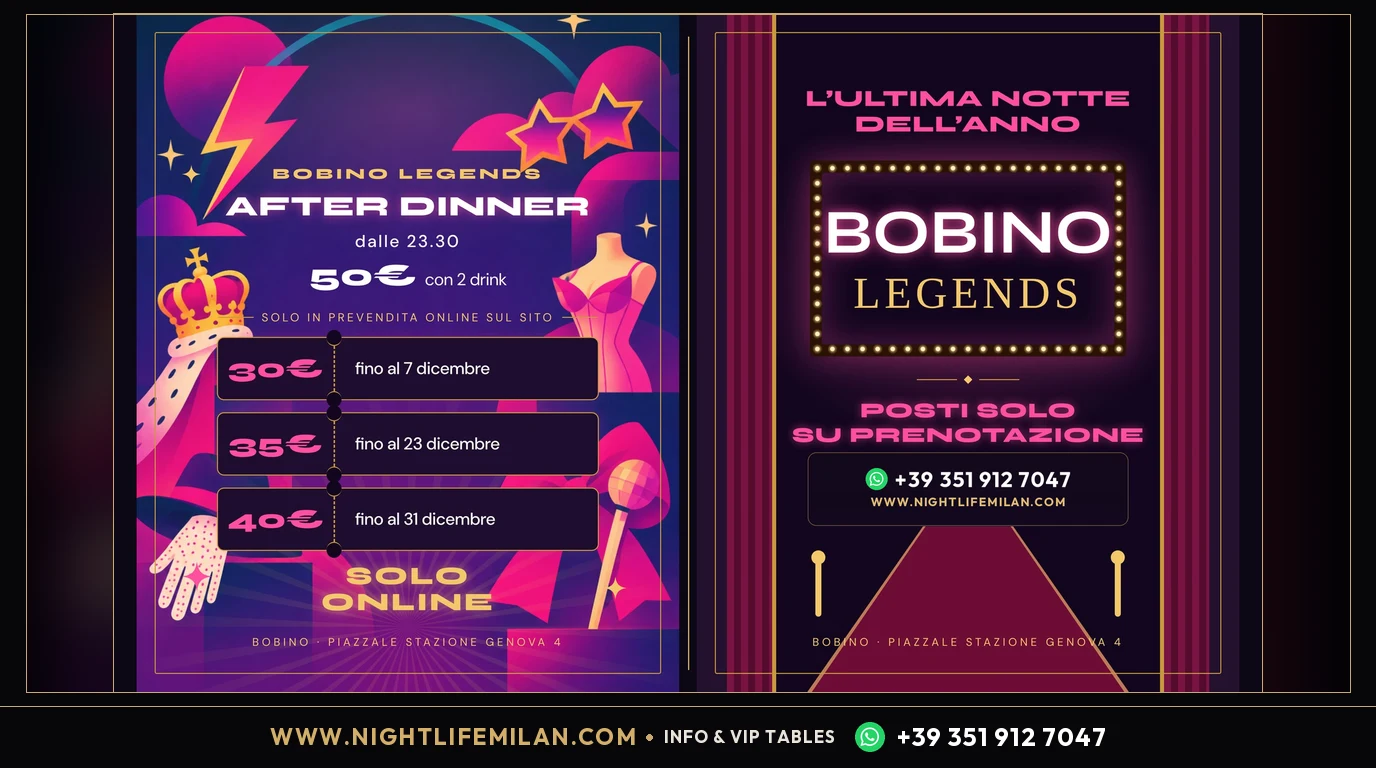 BOBINO LEGENDS
AFTER DINNER
dalle 23.30
50€ con 2 drink
SOLO IN PREVENDITA ONLINE SUL SITO
30€ fino al 7 dicembre
35€ fino al 23 dicembre
40€ fino al 31 dicembre
SOLO
ONLINE
BOBINO · PIAZZALE STAZIONE GENOVA 4
L'ULTIMA NOTTE
DELL'ANNO
BOBINO
LEGENDS
POSTI SOLO
SU PRENOTAZIONE
+39 351 912 7047
WWW.NIGHTLIFEMILAN.COM
BOBINO · PIAZZALE STAZIONE GENOVA 4
WWW.NIGHTLIFEMILAN.COM • INFO & VIP TABLES +39 351 912 7047